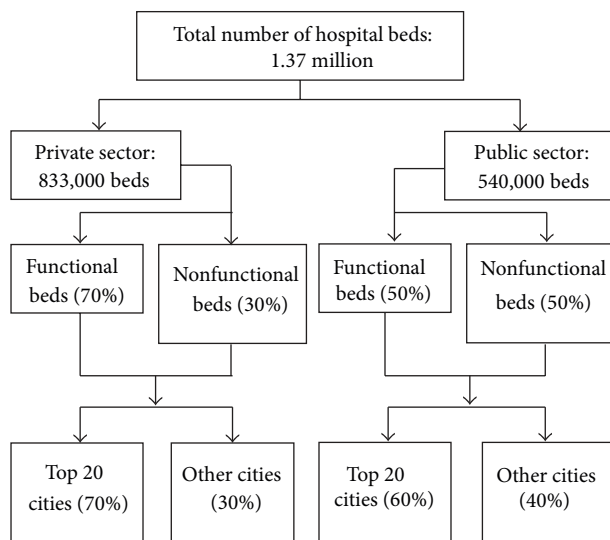 Total number of hospital beds:
1.37 million
Private sector:
833,000 beds
Public sector:
540,000 beds
Functional
beds (70%)
Nonfunctional
beds (30%)
Functional
beds (50%)
Nonfunctional
beds (50%)
Top 20
cities (70%)
Other cities
(30%)
Top 20
cities (60%)
Other cities
(40%)